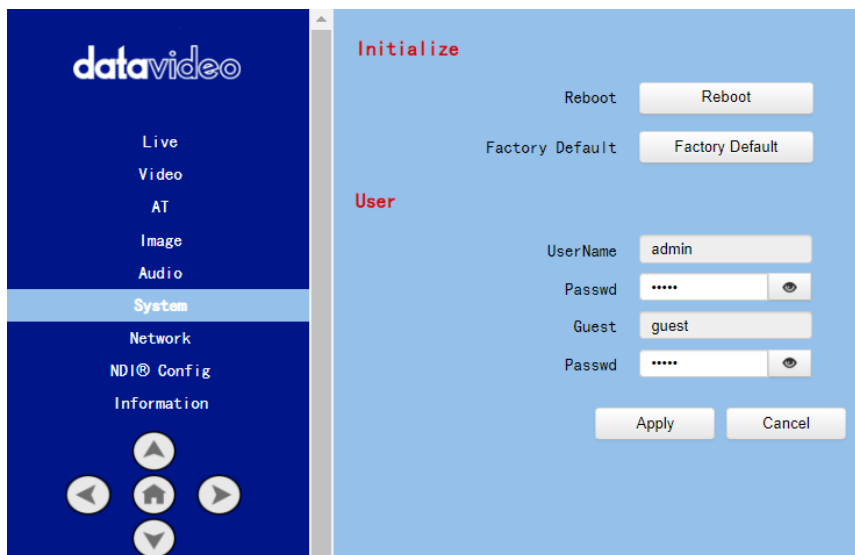 datavideo
Live
Video
AT
Image
Audio
System
Network
NDI® Config
Information
Initialize
Reboot Reboot
Factory Default Factory Default
User
UserName admin
Passwd •••••
Guest guest
Passwd •••••
Apply Cancel